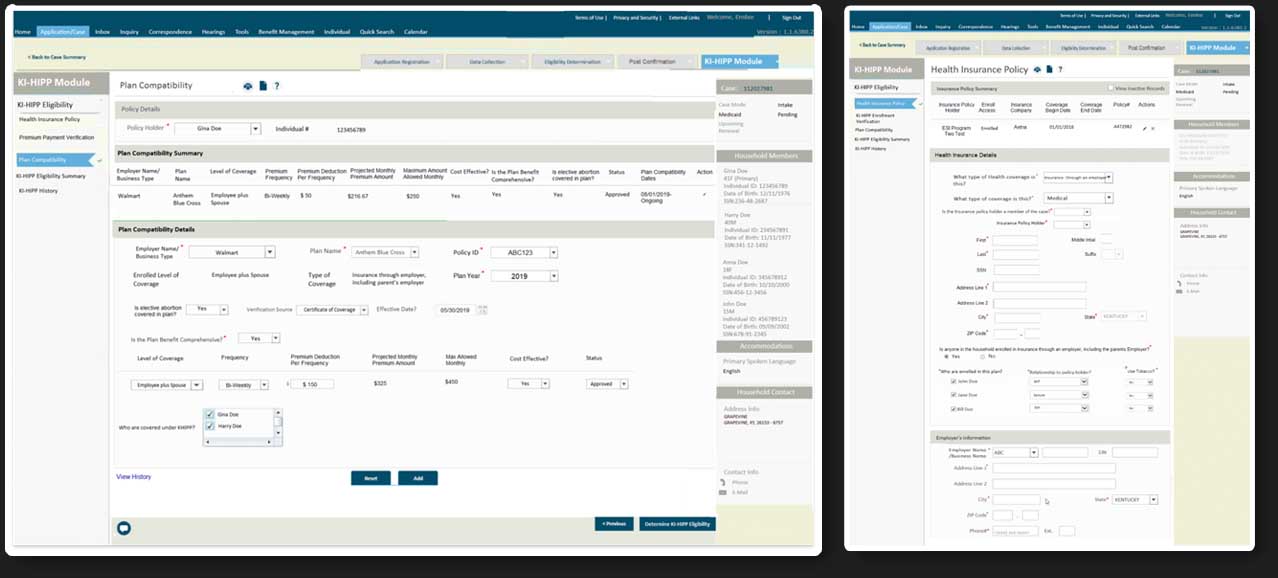 Terms of Use | Privacy and Security | External Links Welcome, Embee | Sign Out
Home Application/Case Inbox Inquiry Correspondence Hearings Tools Benefit Management Individual Quick Search Calendar
Version : 1.1.6380.2
< Back to Case Summary
Application Registration Data Collection Eligibility Determination Post Confirmation KI-HIPP Module
KI-HIPP Module
KI-HIPP Eligibility
Health Insurance Policy
Premium Payment Verification
Plan Compatibility
KI-HIPP Eligibility Summary
KI-HIPP History
Plan Compatibility ?
Policy Details
Policy Holder * Gina Doe Individual # 123456789
Plan Compatibility Summary
Employer Name/ Business Type Plan Name Level of Coverage Premium Frequency Premium Deduction Per Frequency Projected Monthly Premium Amount Maximum Amount Allowed Monthly Cost Effective? Is the Plan Benefit Comprehensive? Is elective abortion covered in plan? Status Plan Compatibility Dates Action
Walmart Anthem Blue Cross Employee plus Spouse Bi-Weekly $ 50 $216.67 $250 Yes Yes Yes Approved 05/01/2019- Ongoing
Plan Compatibility Details
Employer Name/ Business Type * Walmart Plan Name * Anthem Blue Cross Policy ID * ABC123
Enrolled Level of Coverage Employee plus Spouse Type of Coverage Insurance through employer, including parent's employer Plan Year * 2019
Is elective abortion covered in plan? Yes Verification Source Certificate of Coverage Effective Date? 05/30/2019
Is the Plan Benefit Comprehensive? * Yes
Level of Coverage Frequency Premium Deduction Per Frequency Projected Monthly Premium Amount Max Allowed Monthly Cost Effective? Status
Employee plus Spouse Bi-Weekly $ $ 150 $325 $450 Yes Approved
Who are covered under KIHIPP?
Gina Doe
Harry Doe
View History
Reset Add
< Previous Determine KI-HIPP Eligibility
Case: 112027981
Case Mode Intake
Medicaid Pending
Upcoming Renewal
Household Members
Gina Doe
41F (Primary)
Individual ID: 123456789
Date of Birth: 12/11/1976
SSN:236-48-2687
Harry Doe
40M
Individual ID: 234561789
Date of Birth: 11/11/1977
SSN:341-12-1492
Anna Doe
18F
Individual ID: 345678912
Date of Birth: 10/10/2000
SSN:456-12-3456
John Doe
15M
Individual ID: 456789123
Date of Birth: 09/09/2002
SSN:678-91-2345
Accommodations
Primary Spoken Language
English
Household Contact
Address Info
GRAPEVINE
Contact Info
Phone
E-Mail
Terms of Use | Privacy and Security | External Links Welcome, Embee | Sign Out
Home Application/Case Inbox Inquiry Correspondence Hearings Tools Benefit Management Individual Quick Search Calendar
< Back to Case Summary
Application Registration Data Collection Eligibility Determination Post Confirmation KI-HIPP Module
KI-HIPP Module
KI-HIPP Eligibility
Health Insurance Policy
KI-HIPP Enrollment Verification
Plan Compatibility
KI-HIPP Eligibility Summary
KI-HIPP History
Health Insurance Policy ?
Insurance Policy Summary View Inactive Records
Insurance Policy Holder Enroll Access Insurance Company Coverage Begin Date Coverage End Date Policy# Actions
ESI Program Two Test Enrolled Aetna 01/01/2018
Health Insurance Details
What type of Health coverage is this? * Insurance through an employer
What type of coverage is this? * Medical
Is the Insurance policy holder a member of the case? *
Insurance Policy Holder *
First * Middle Initial
Last * Suffix
SSN
Address Line 1 *
Address Line 2
City * State * KENTUCKY
ZIP Code * -
Is anyone in the household enrolled in insurance through an employer, including the parents Employer? *
Yes No
*Who are enrolled in this plan? *Relationship to policy holder? *Use Tobacco? *
John Doe
Jane Doe
Bill Doe
Employer's Information
Employer Name /Business Name * ABC
Address Line 1 *
Address Line 2
City * State * KENTUCKY
ZIP Code * -
Phone# * Ext.
Case Mode Intake
Medicaid Pending
Upcoming Renewal
Household Members
Accommodations
Primary Spoken Language
English
Household Contact
Address Info
GRAPEVINE
Contact Info
Phone
E-Mail